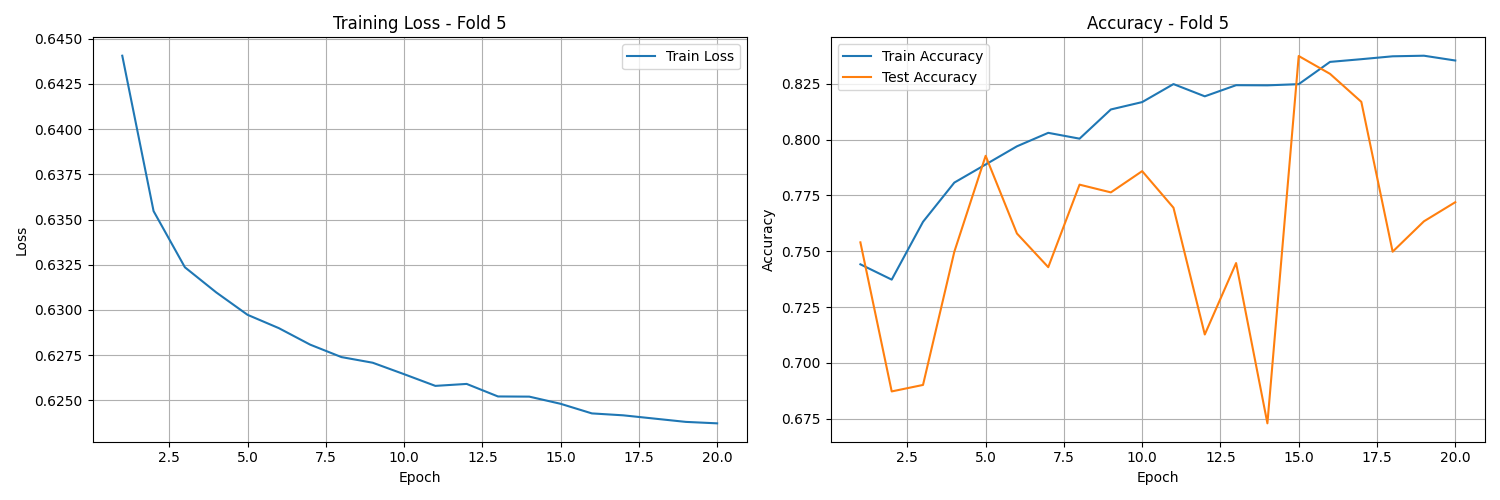 Training Loss - Fold 5
0.6450
0.6425
0.6400
0.6375
0.6350
0.6325
0.6300
0.6275
0.6250
Loss
Train Loss
2.5 5.0 7.5 10.0 12.5 15.0 17.5 20.0
Epoch
Accuracy - Fold 5
0.825
0.800
0.775
0.750
0.725
0.700
0.675
Accuracy
Train Accuracy
Test Accuracy
2.5 5.0 7.5 10.0 12.5 15.0 17.5 20.0
Epoch